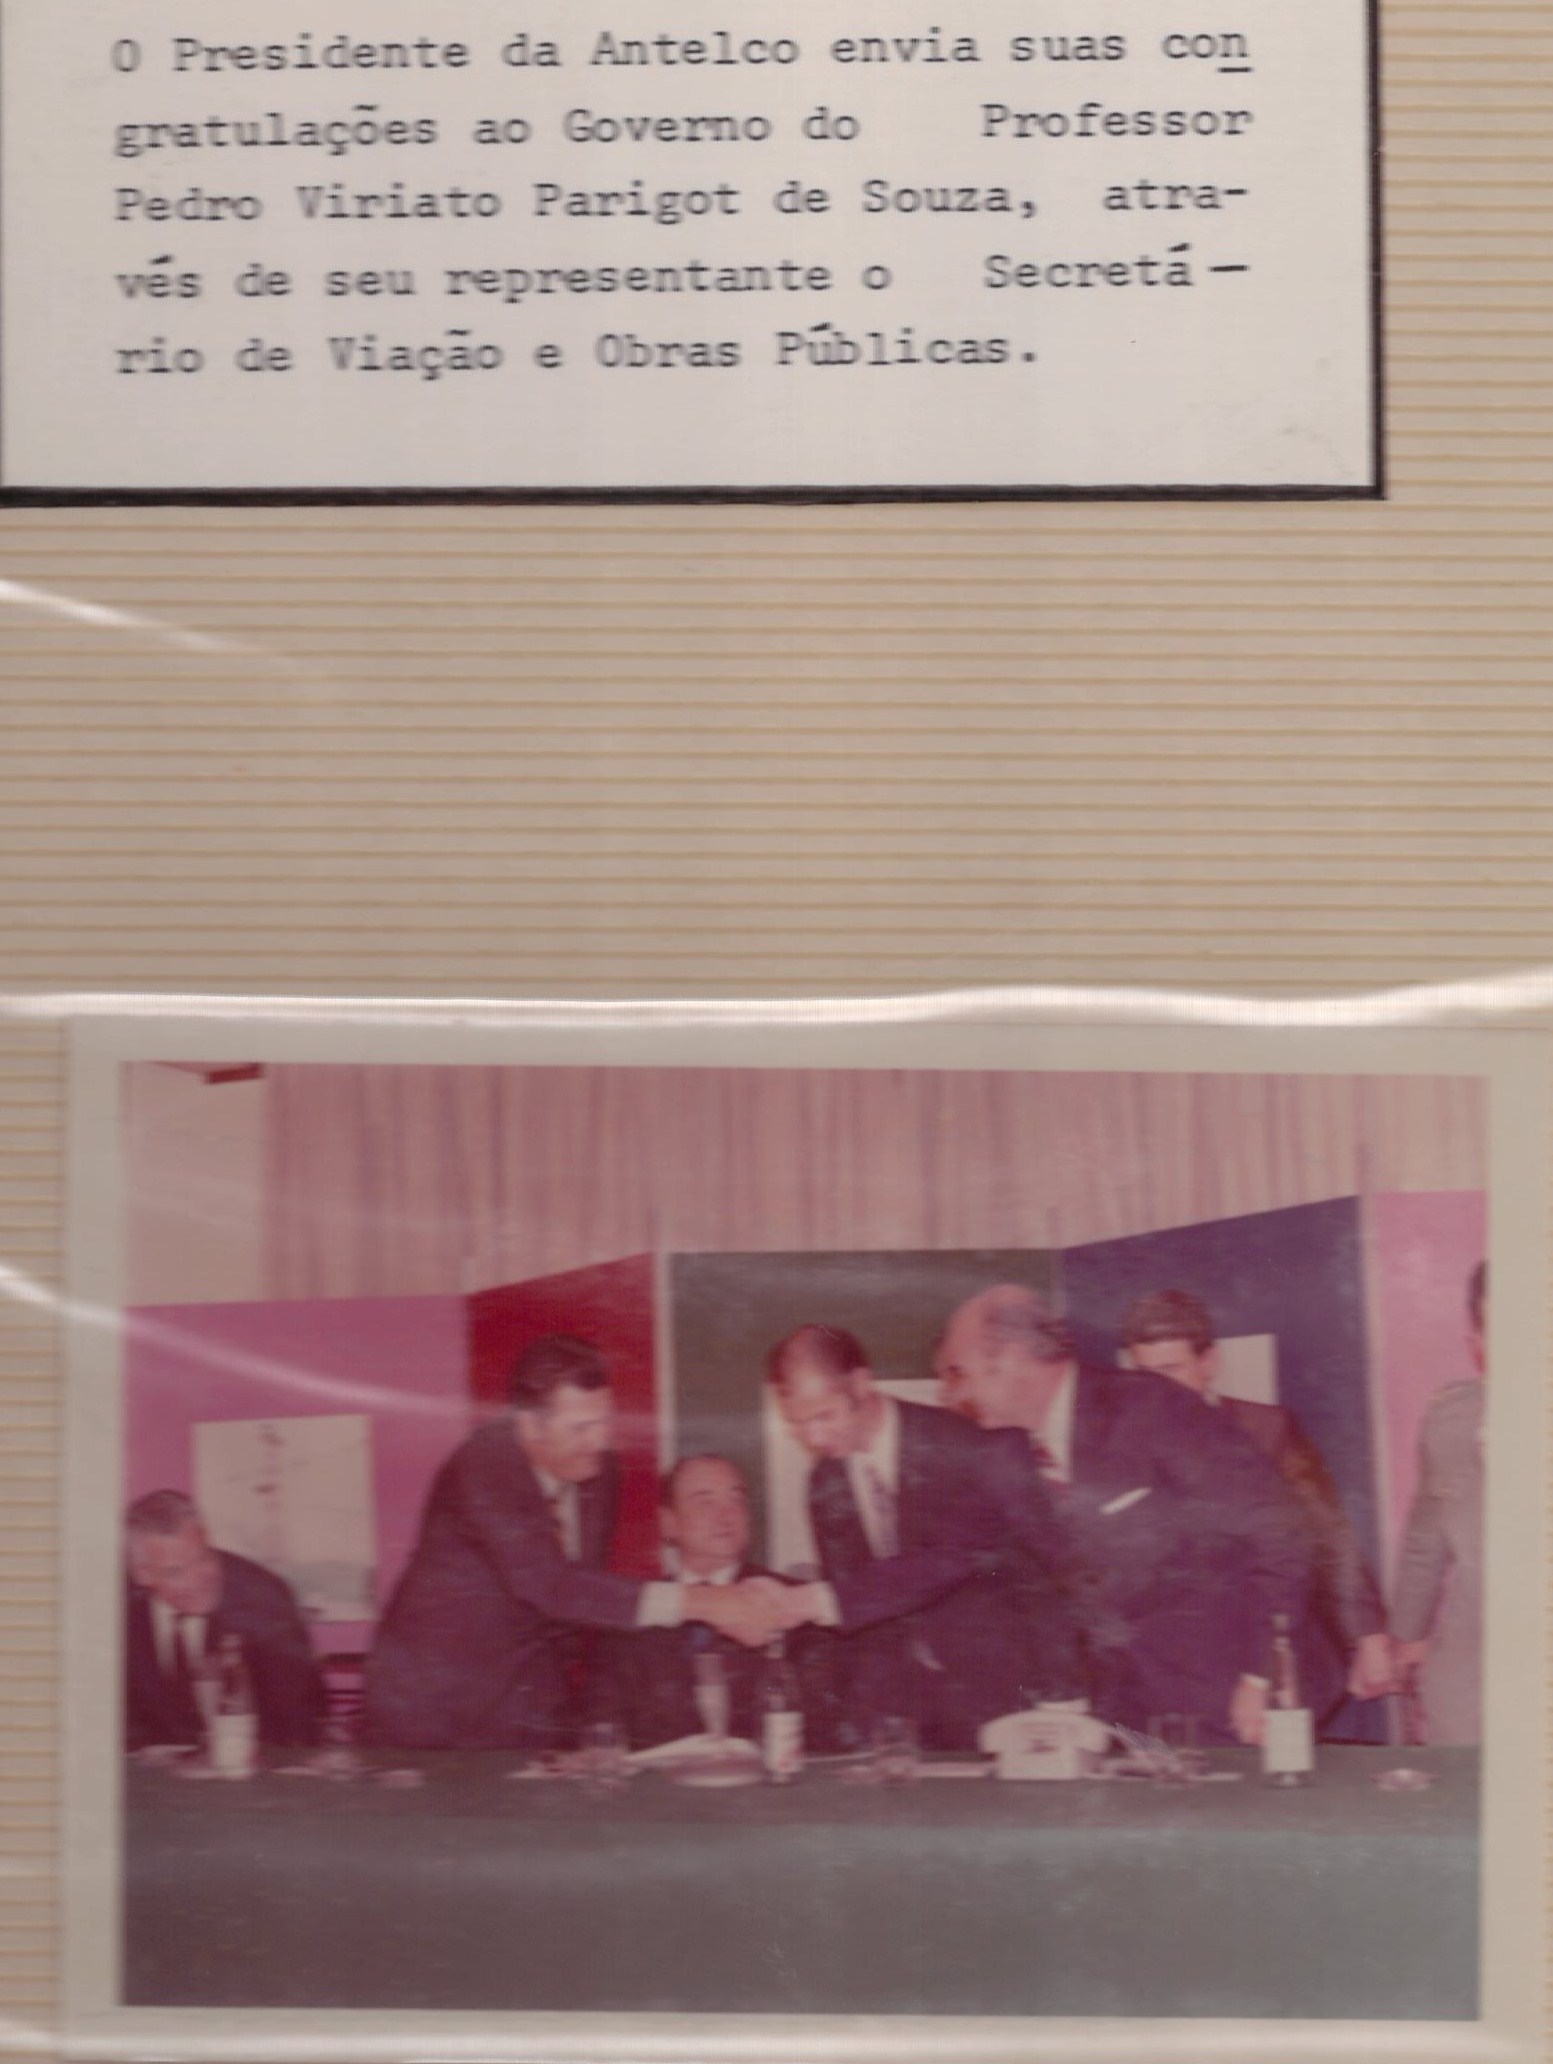 O Presidente da Antelco envia suas con
gratulações ao Governo do Professor
Pedro Viriato Parigot de Souza, atra-
vés de seu representante o Secretá-
rio de Viação e Obras Públicas.